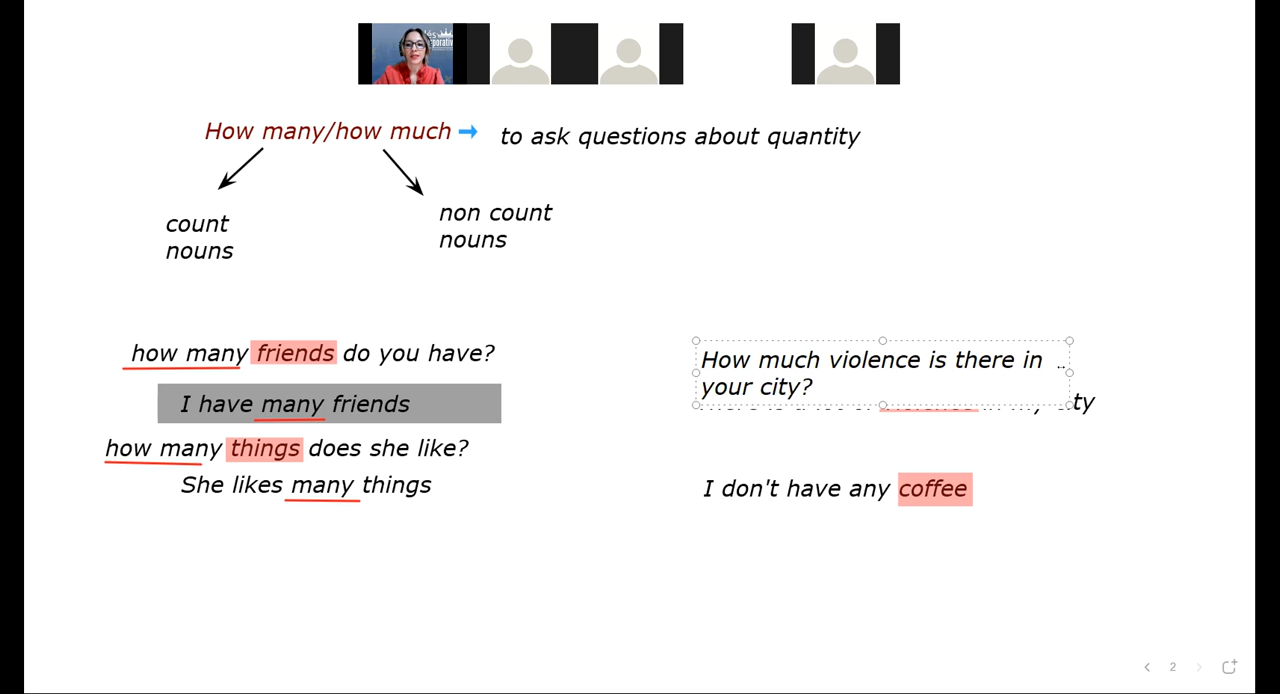 How many/how much
to ask questions about quantity
count
nouns
non count
nouns
how many friends do you have?
I have many friends
how many things does she like?
She likes many things
How much violence is there in
your city?
I don't have any coffee
2